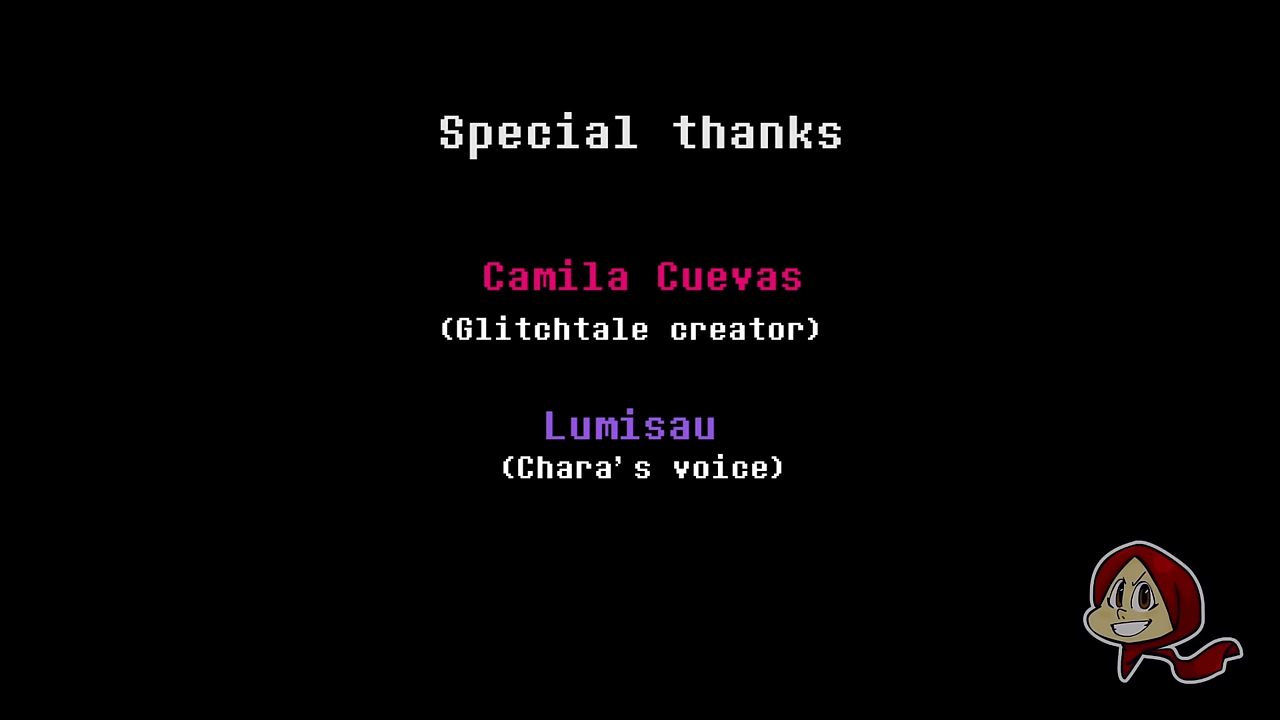 Special thanks
Camila Cuevas
(Glitchtale creator)
Lumisau
(Chara's voice)